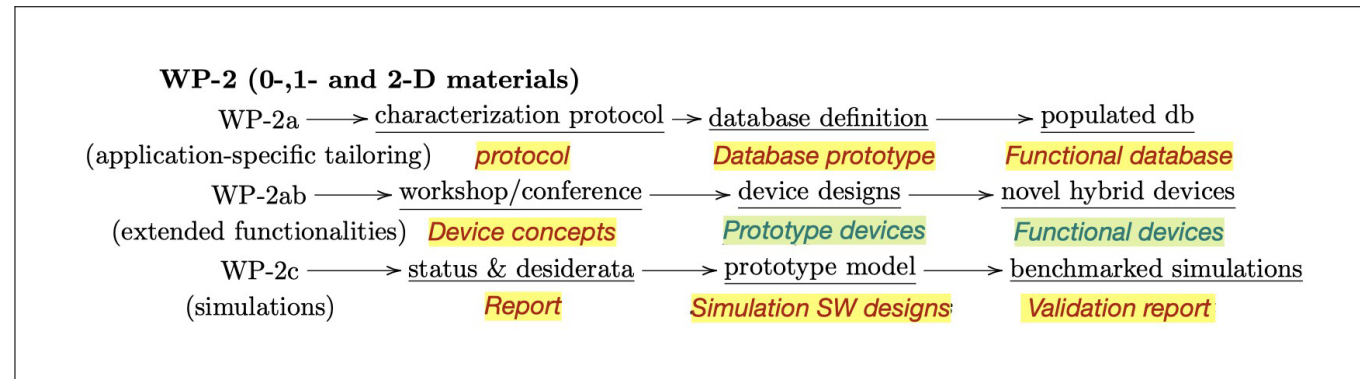 WP-2 (0-,1- and 2-D materials)
WP-2a characterization protocol database definition populated db
(application-specific tailoring) protocol Database prototype Functional database
WP-2ab workshop/conference device designs novel hybrid devices
(extended functionalities) Device concepts Prototype devices Functional devices
WP-2c status & desiderata prototype model benchmarked simulations
(simulations) Report Simulation SW designs Validation report